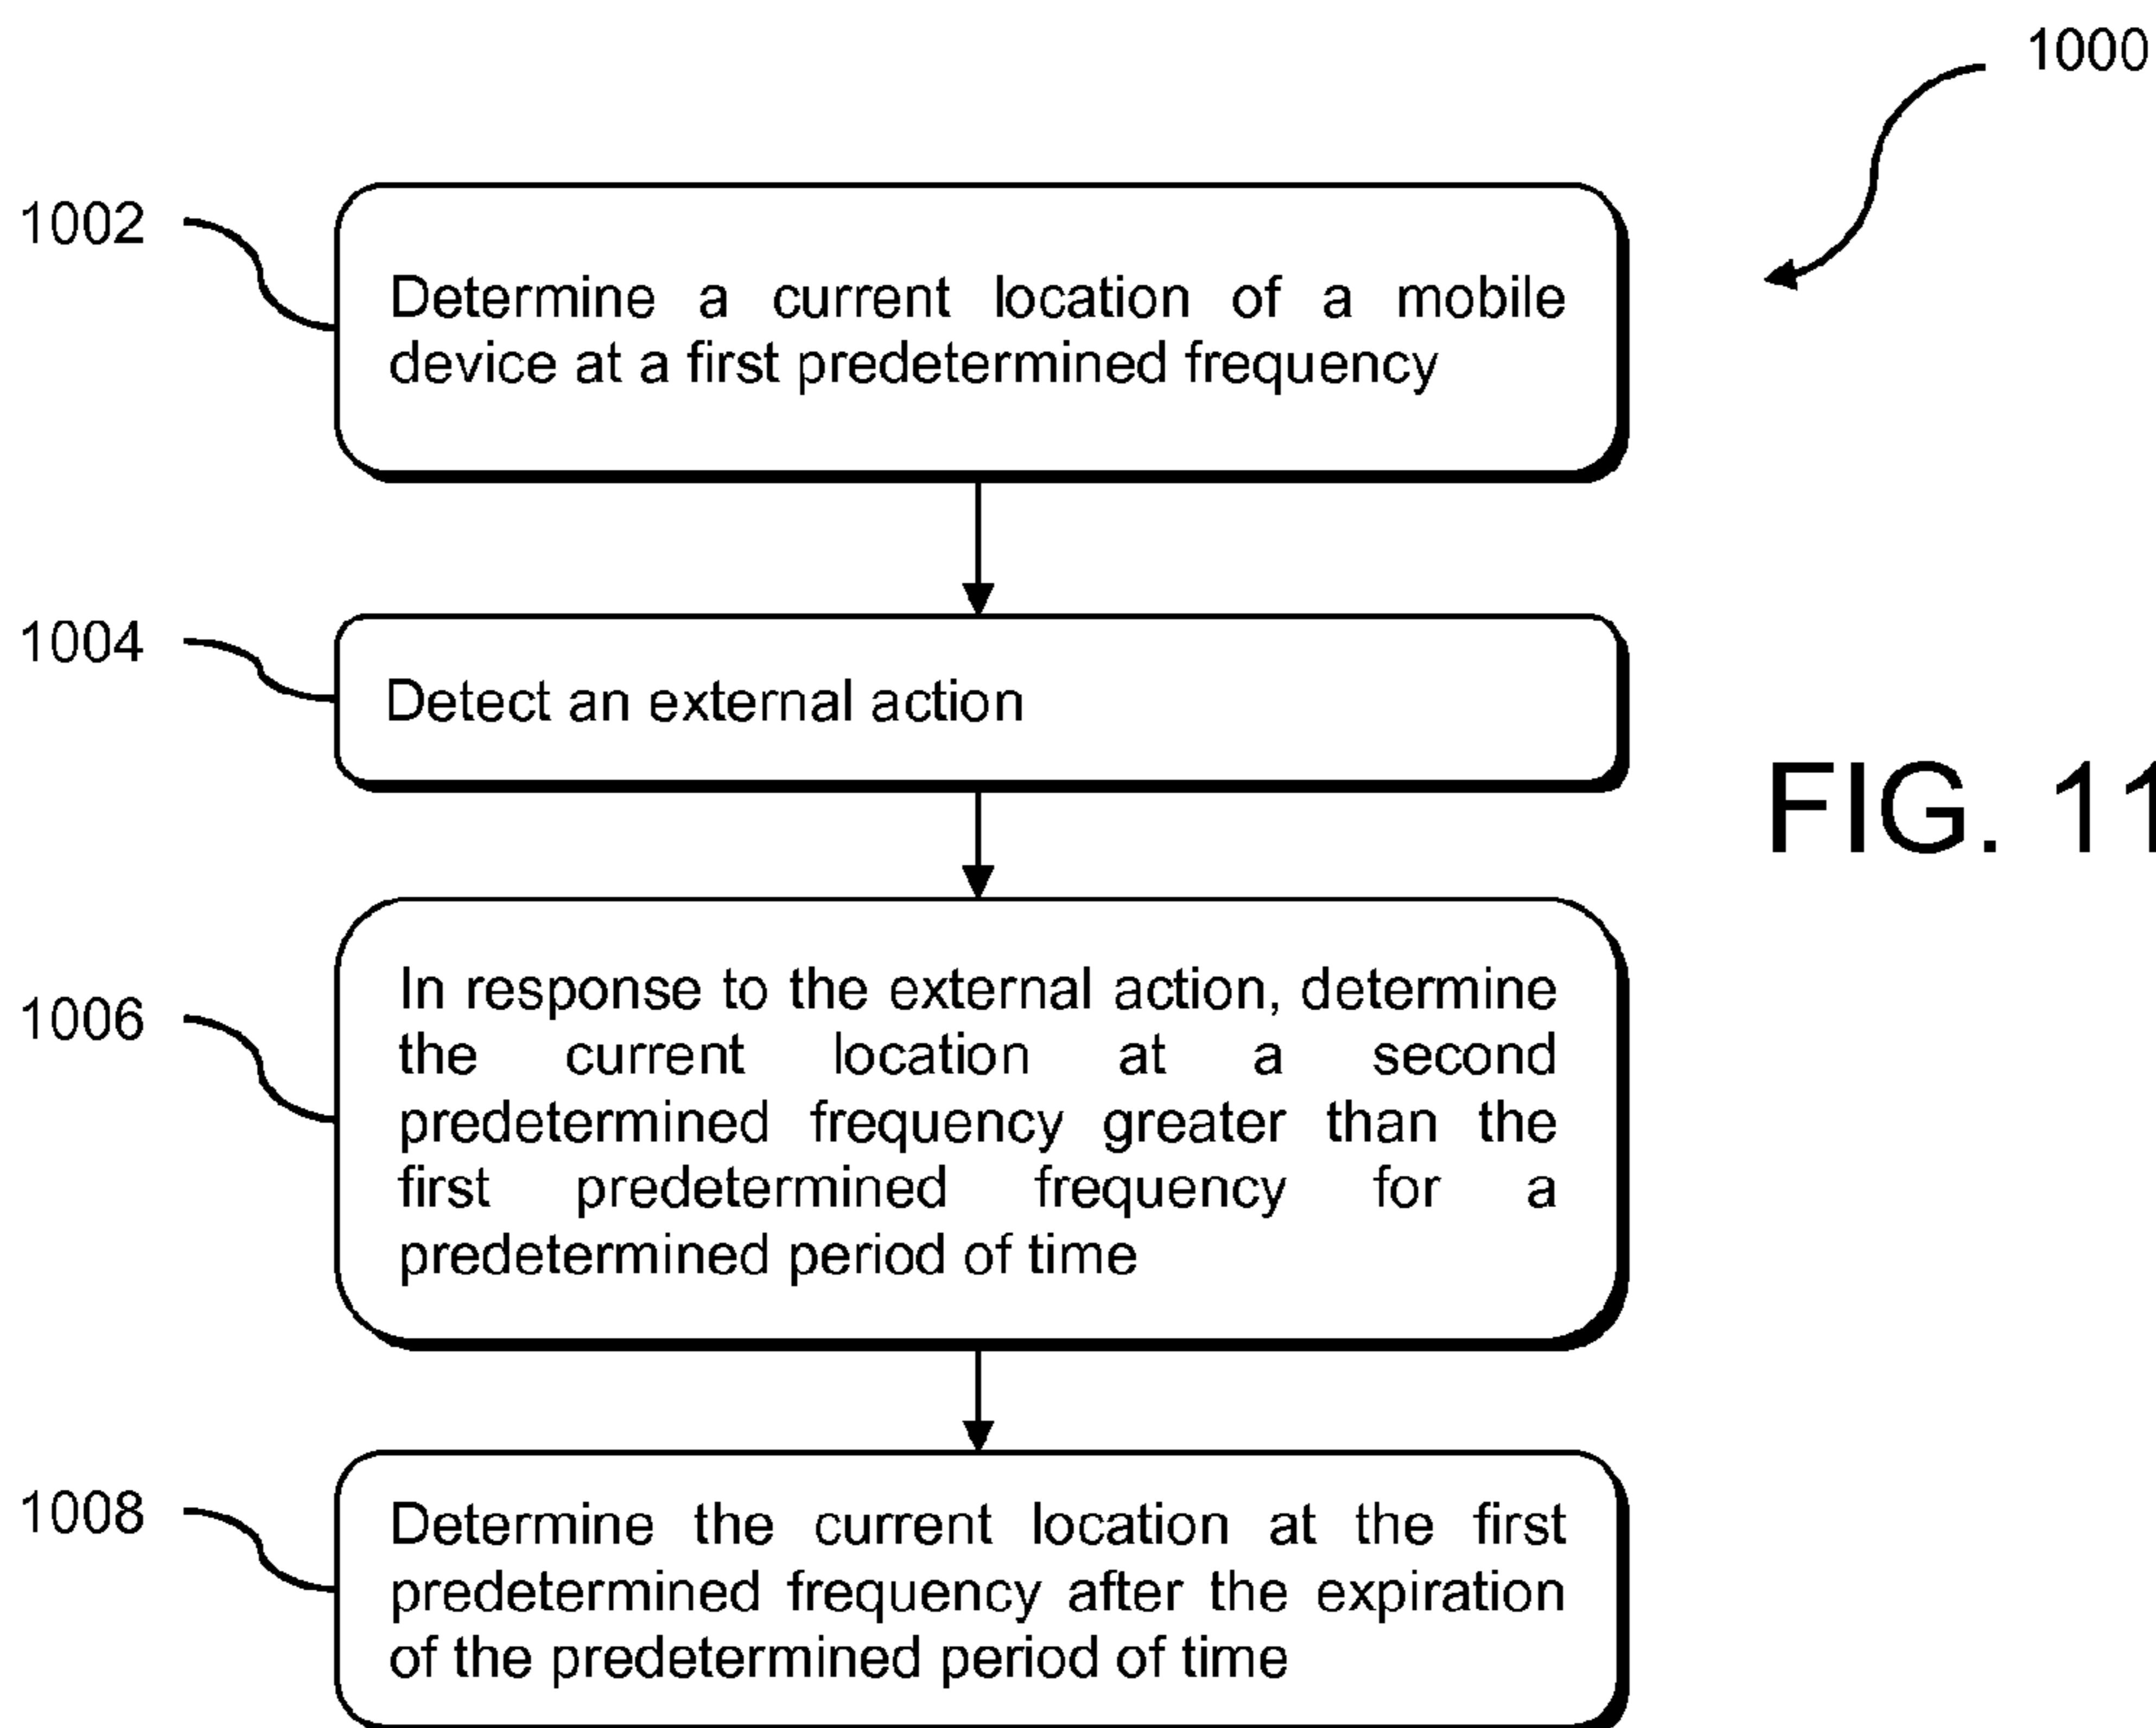 1000
1002
Determine a current location of a mobile
device at a first predetermined frequency
1004
Detect an external action
FIG. 11
1006
In response to the external action, determine
the current location at a second
predetermined frequency greater than the
first predetermined frequency for a
predetermined period of time
1008
Determine the current location at the first
predetermined frequency after the expiration
of the predetermined period of time